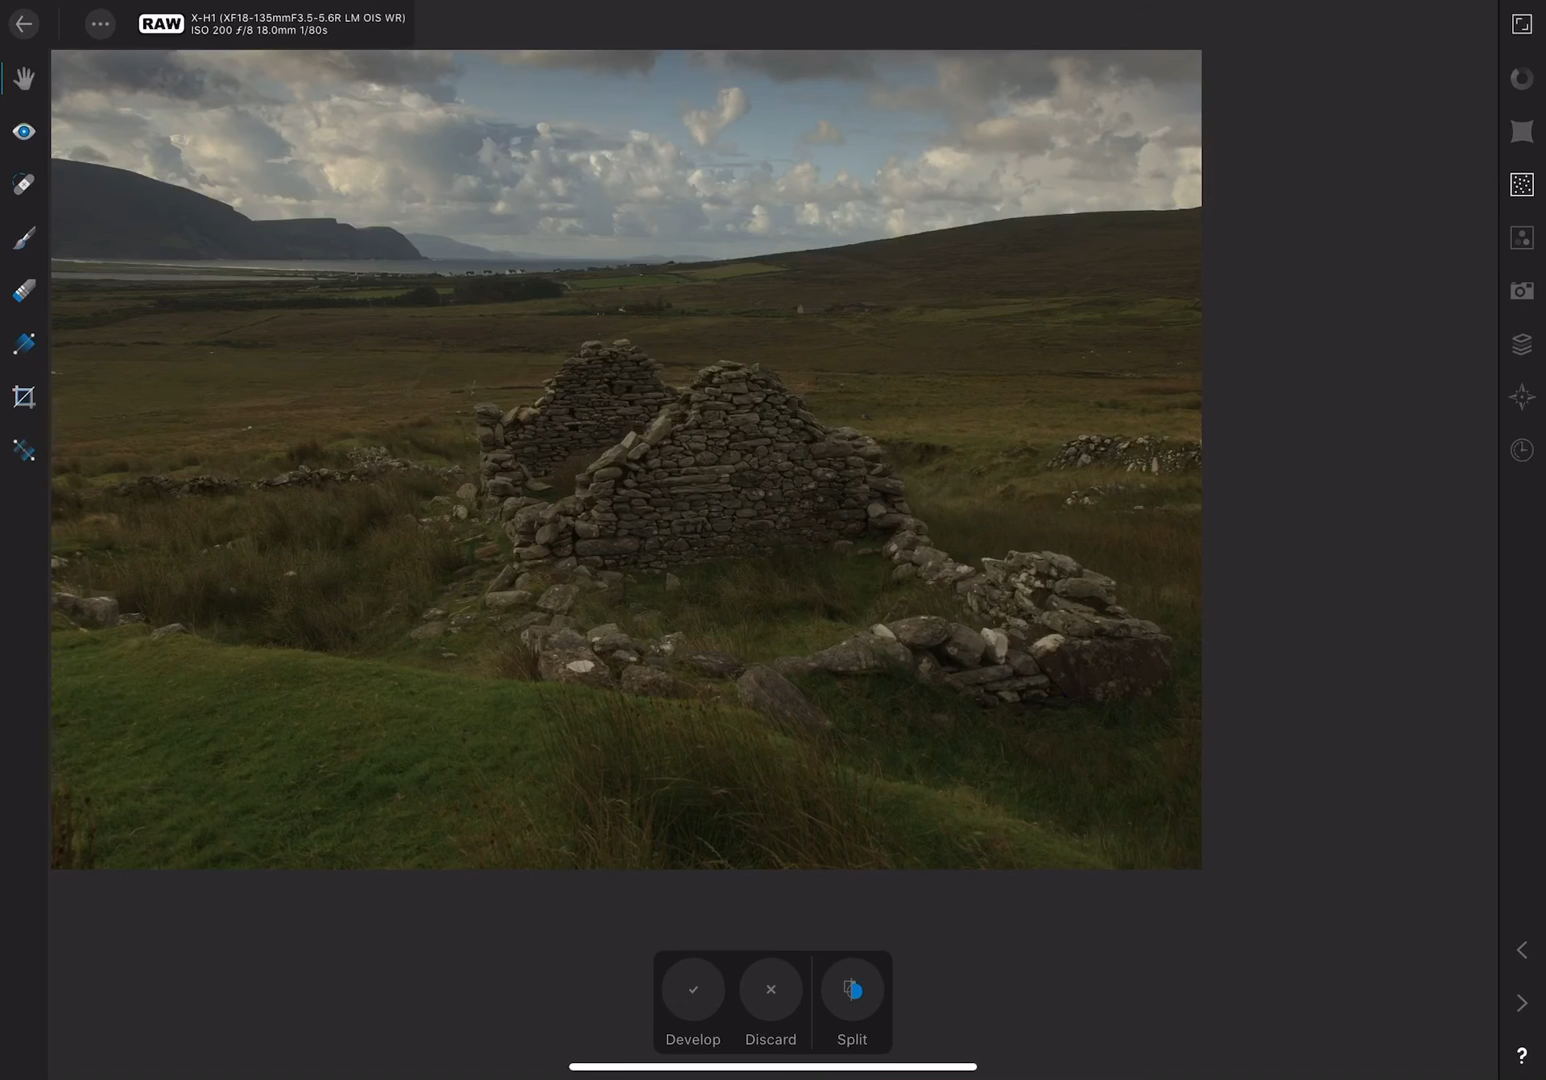 RAW
X-H1 (XF18-135mmF3.5-5.6R LM OIS WR)
ISO 200 ƒ/8 18.0mm 1/80s
Develop
Discard
Split
?